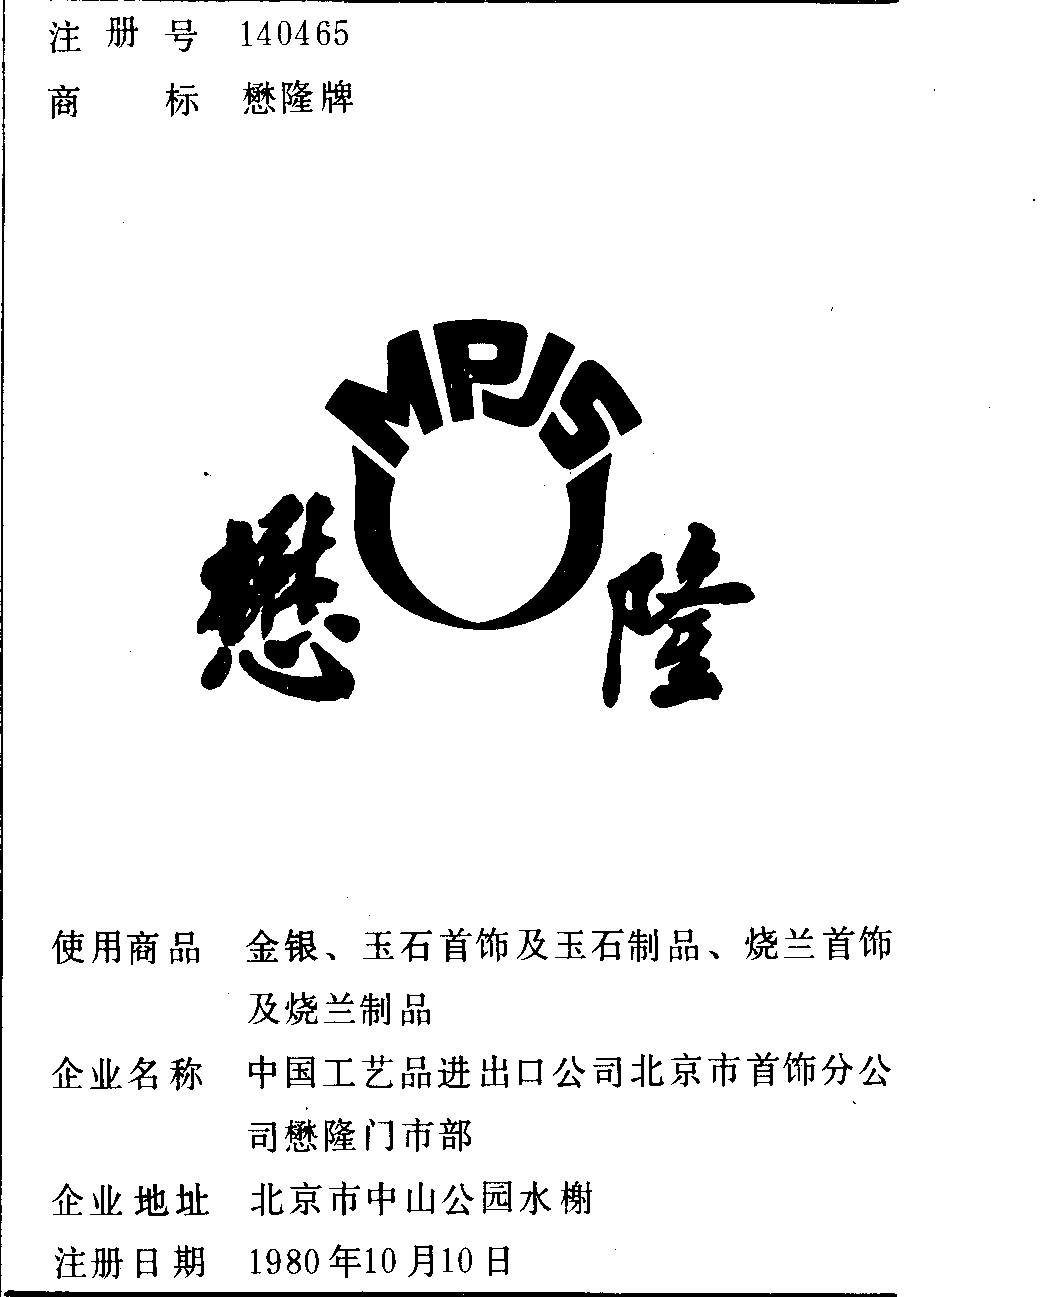 注册号 140465
商标 懋隆牌
MPJS
懋隆
使用商品 金银、玉石首饰及玉石制品、烧兰首饰
及烧兰制品
企业名称 中国工艺品进出口公司北京市首饰分公
司懋隆门市部
企业地址 北京市中山公园水榭
注册日期 1980年10月10日